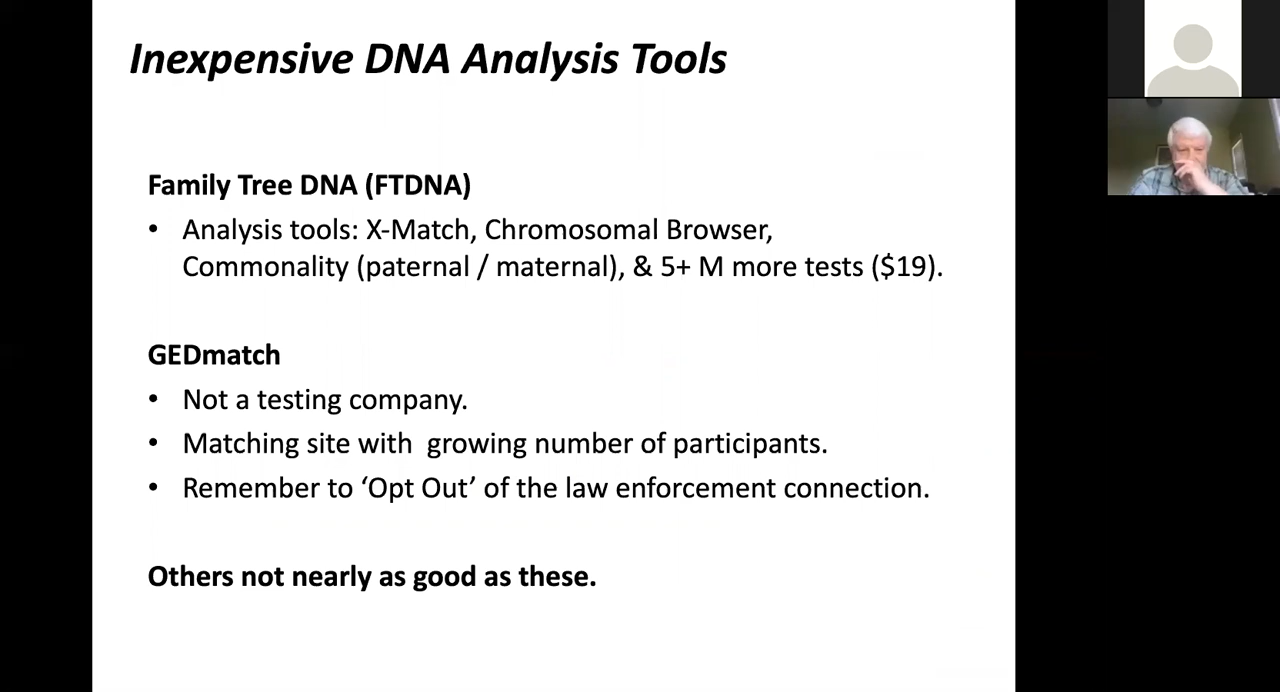 Inexpensive DNA Analysis Tools
Family Tree DNA (FTDNA)
• Analysis tools: X-Match, Chromosomal Browser,
Commonality (paternal / maternal), & 5+ M more tests ($19).
GEDmatch
• Not a testing company.
• Matching site with growing number of participants.
• Remember to ‘Opt Out’ of the law enforcement connection.
Others not nearly as good as these.